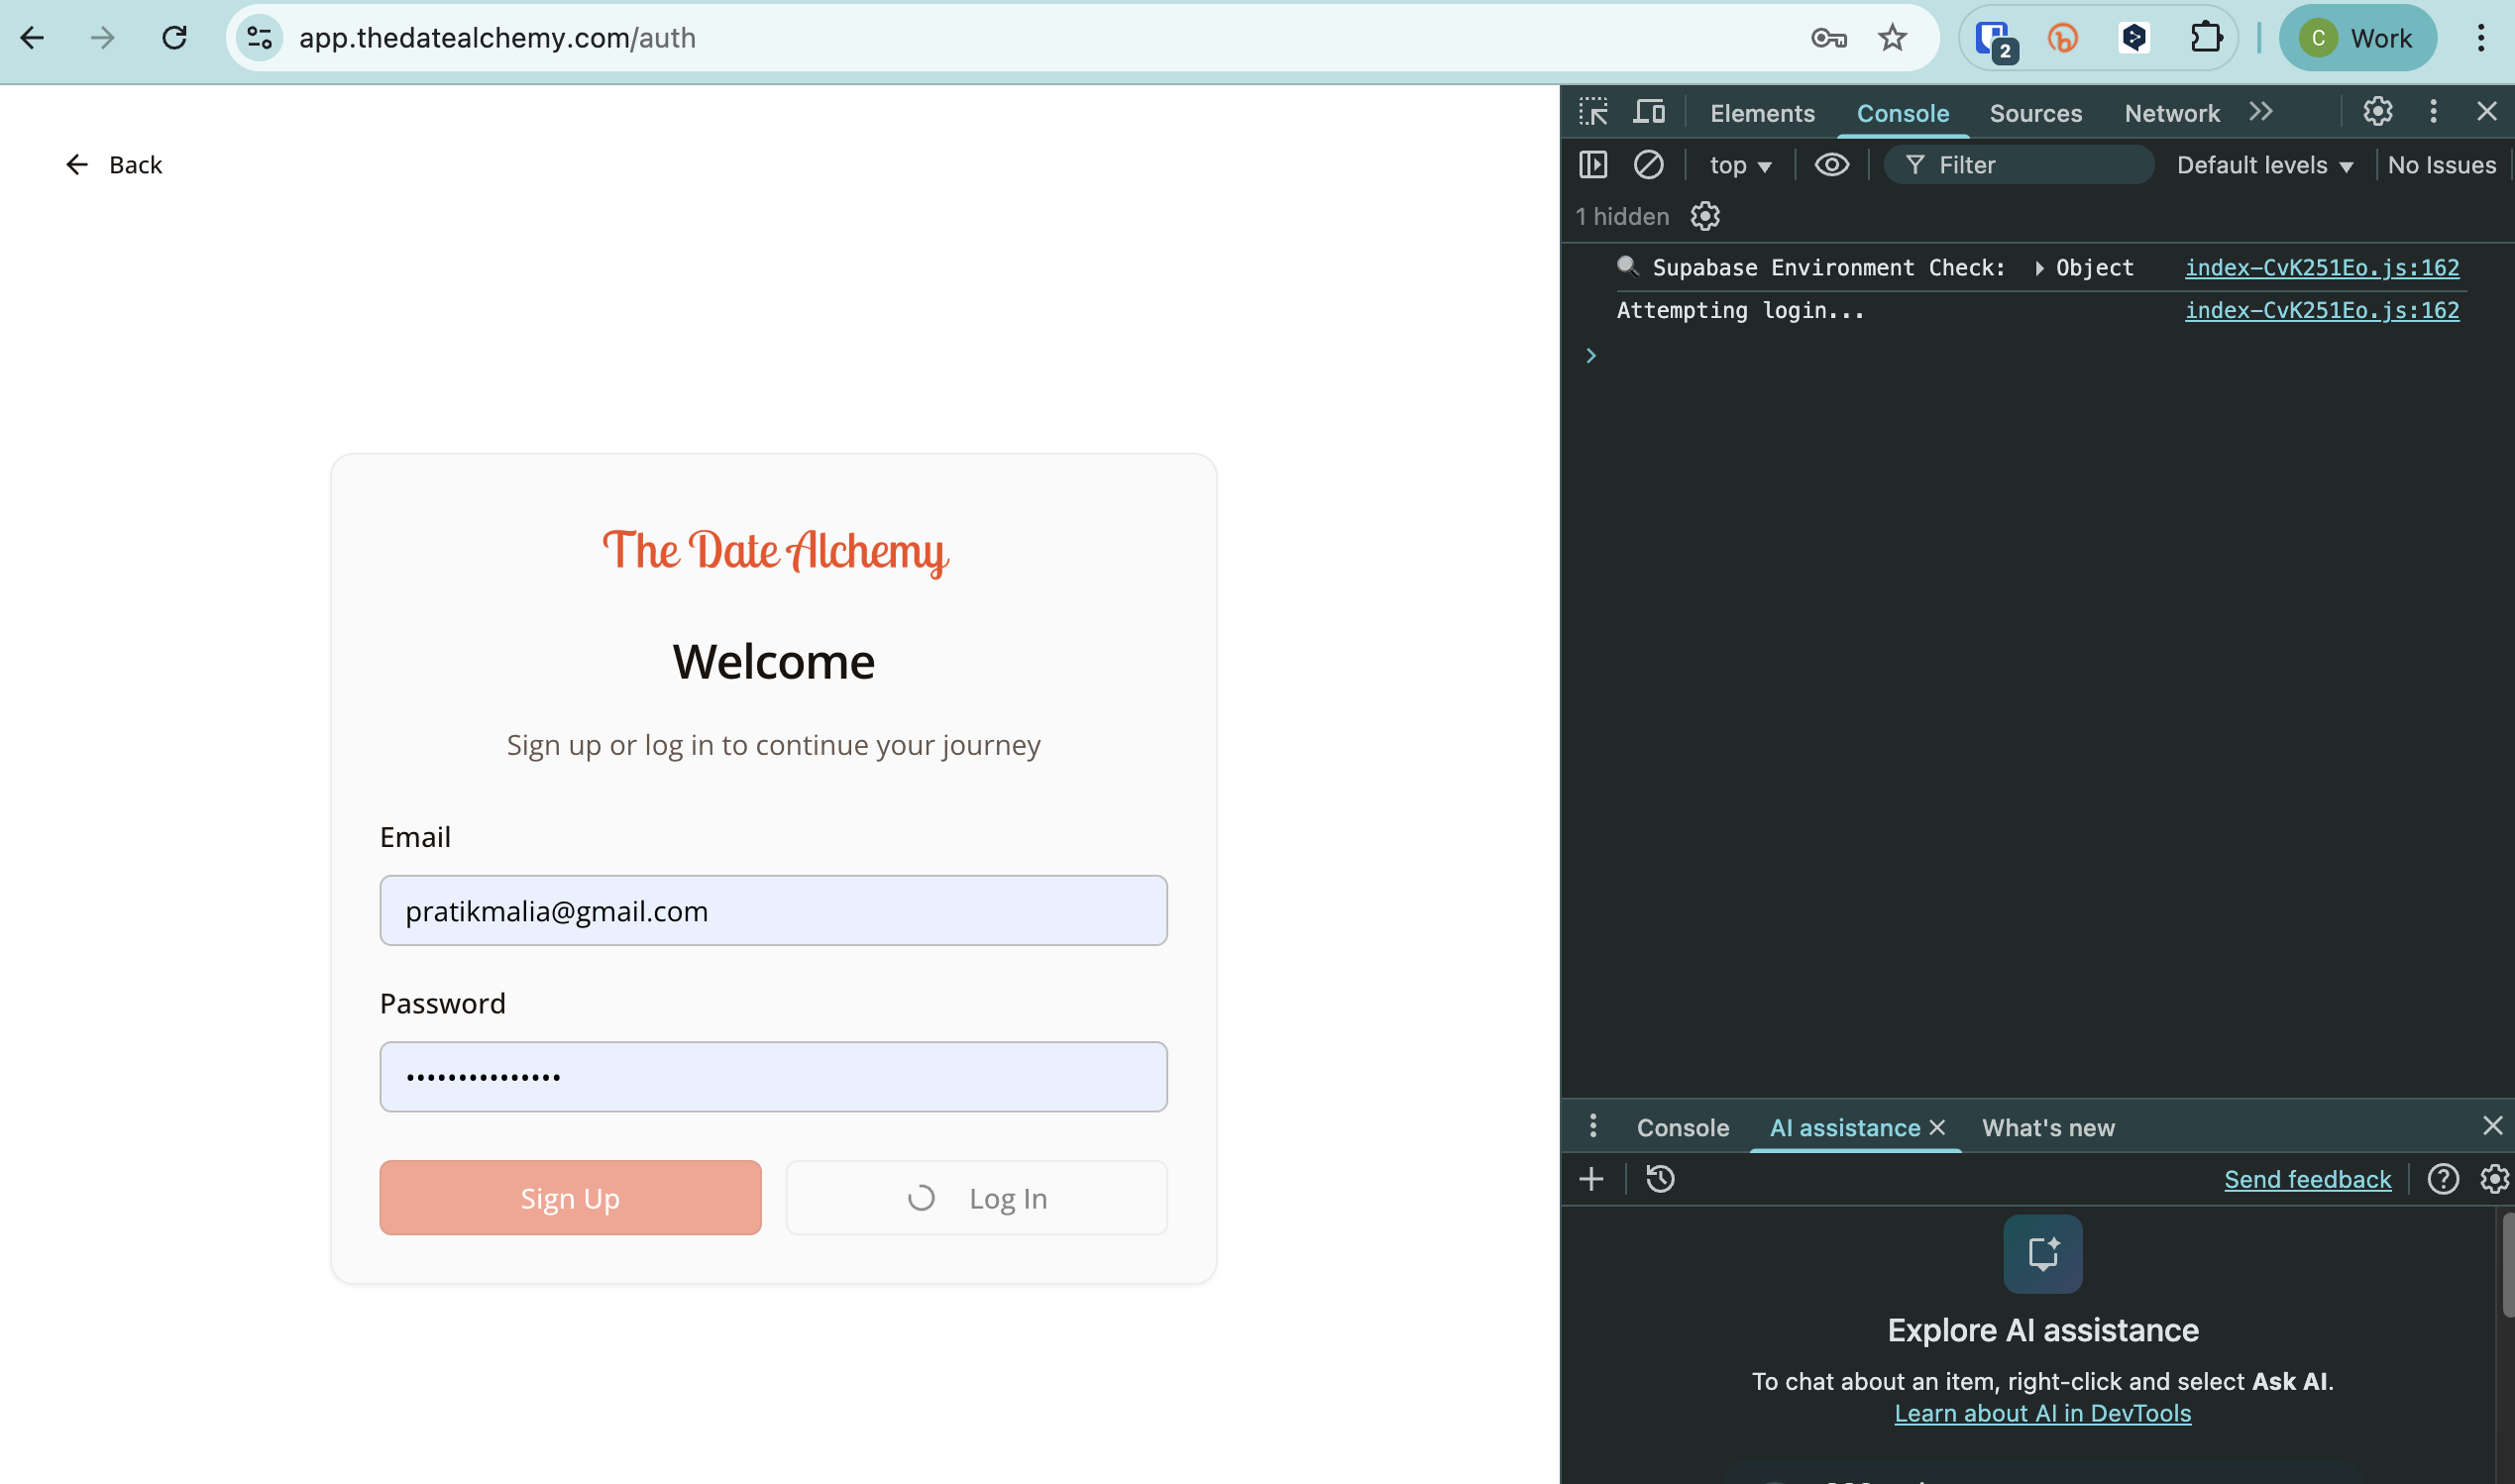 app.thedatealchemy.com/auth
2
C
Work
Back
The Date Alchemy
Welcome
Sign up or log in to continue your journey
Email
pratikmalia@gmail.com
Password
Sign Up
Log In
Elements
Console
Sources
Network
top
Filter
Default levels
No Issues
1 hidden
Supabase Environment Check: Object index-CvK251Eo.js:162
Attempting login... index-CvK251Eo.js:162
Console
AI assistance
What's new
Send feedback
Explore AI assistance
To chat about an item, right-click and select Ask AI.
Learn about AI in DevTools